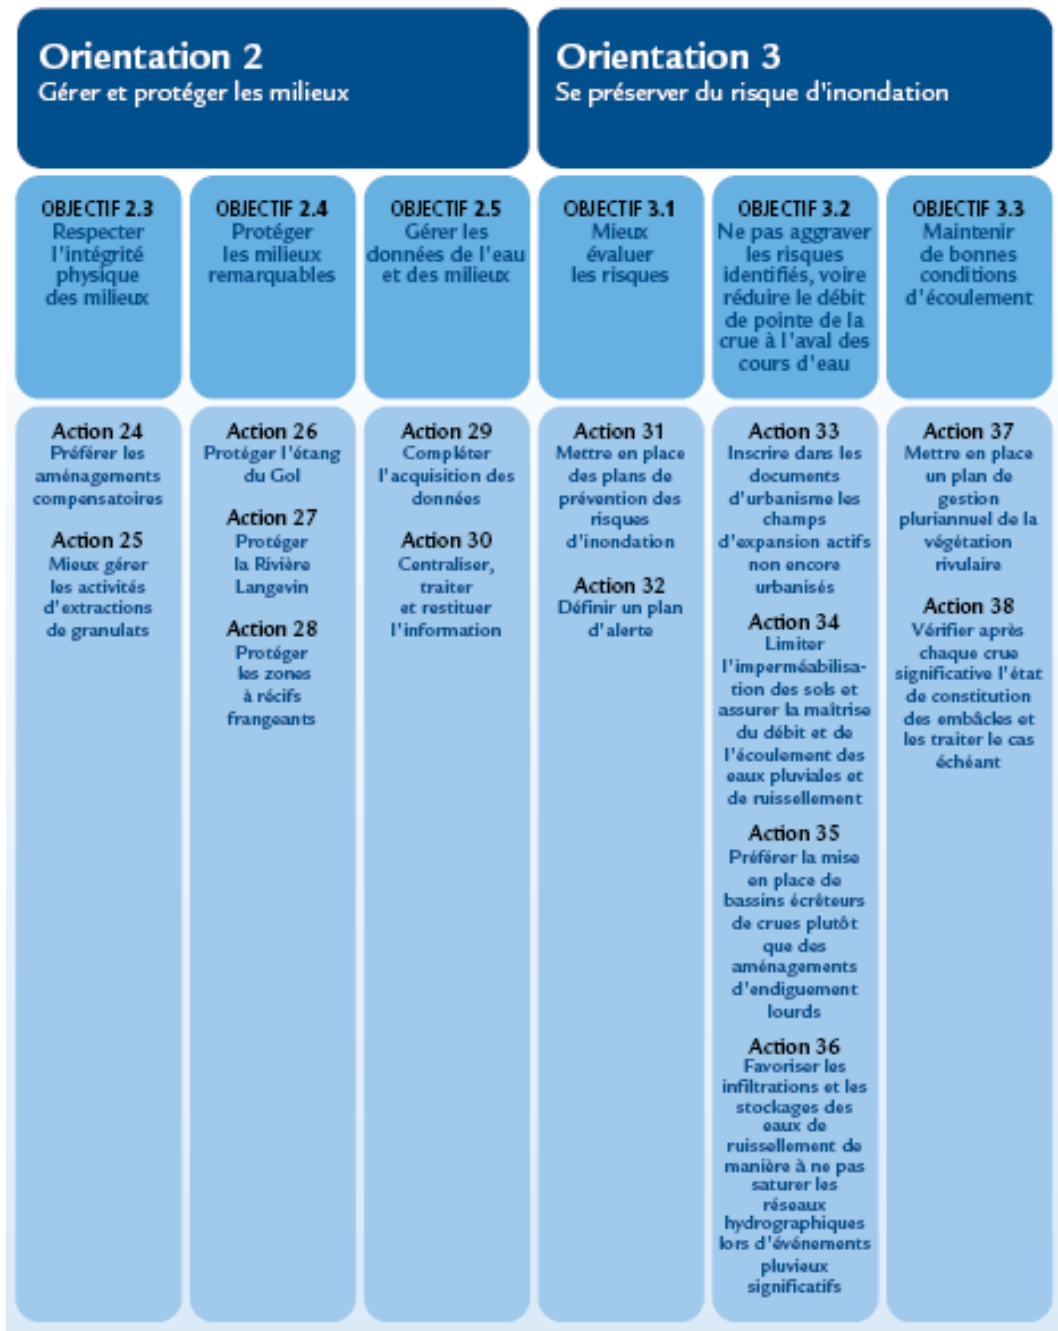 Orientation 2
Gérer et protéger les milieux
Orientation 3
Se préserver du risque d'inondation
OBJECTIF 2.3
Respecter
l'intégrité
physique
des milieux
OBJECTIF 2.4
Protéger
les milieux
remarquables
OBJECTIF 2.5
Gérer les
données de l'eau
et des milieux
OBJECTIF 3.1
Mieux
évaluer
les risques
OBJECTIF 3.2
Ne pas aggraver
les risques
identifiés, voire
réduire le débit
de pointe de la
crue à l'aval des
cours d'eau
OBJECTIF 3.3
Maintenir
de bonnes
conditions
d'écoulement
Action 24
Préférer les
aménagements
compensatoires
Action 25
Mieux gérer
les activités
d'extractions
de granulats
Action 26
Protéger l'étang
du Gol
Action 27
Protéger
la Rivière
Langevin
Action 28
Protéger
les zones
à récifs
frangeants
Action 29
Compléter
l'acquisition des
données
Action 30
Centraliser,
traiter
et restituer
l'information
Action 31
Mettre en place
des plans de
prévention des
risques
d'inondation
Action 32
Définir un plan
d'alerte
Action 33
Inscrire dans les
documents
d'urbanisme les
champs
d'expansion actifs
non encore
urbanisés
Action 34
Limiter
l'imperméabilisa-
tion des sols et
assurer la maîtrise
du débit et de
l'écoulement des
eaux pluviales et
de ruissellement
Action 35
Préférer la mise
en place de
bassins écrêteurs
de crues plutôt
que des
aménagements
d'endiguement
lourds
Action 36
Favoriser les
infiltrations et les
stockages des
eaux de
ruissellement de
manière à ne pas
saturer les
réseaux
hydrographiques
lors d'événements
pluvieux
significatifs
Action 37
Mettre en place
un plan de
gestion
pluriannuel de la
végétation
rivulaire
Action 38
Vérifier après
chaque crue
significative l'état
de constitution
des embâcles et
les traiter le cas
échéant